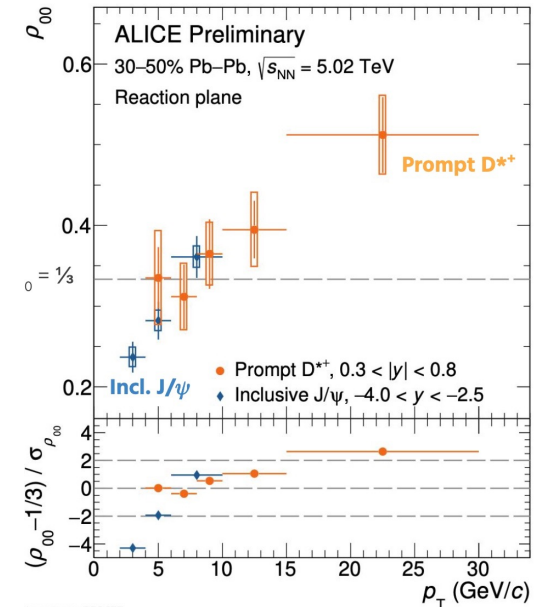 ρ₀₀
ALICE Preliminary
30–50% Pb–Pb, √sNN = 5.02 TeV
Reaction plane
0.6
Prompt D*+
0.4
○ = ⅓
Prompt D*+, 0.3 < |y| < 0.8
Incl. J/ψ
Inclusive J/ψ, −4.0 < y < −2.5
0.2
(ρ₀₀−1/3) / σρ₀₀
4
2
0
−2
−4
0 5 10 15 20 25 30
pT (GeV/c)